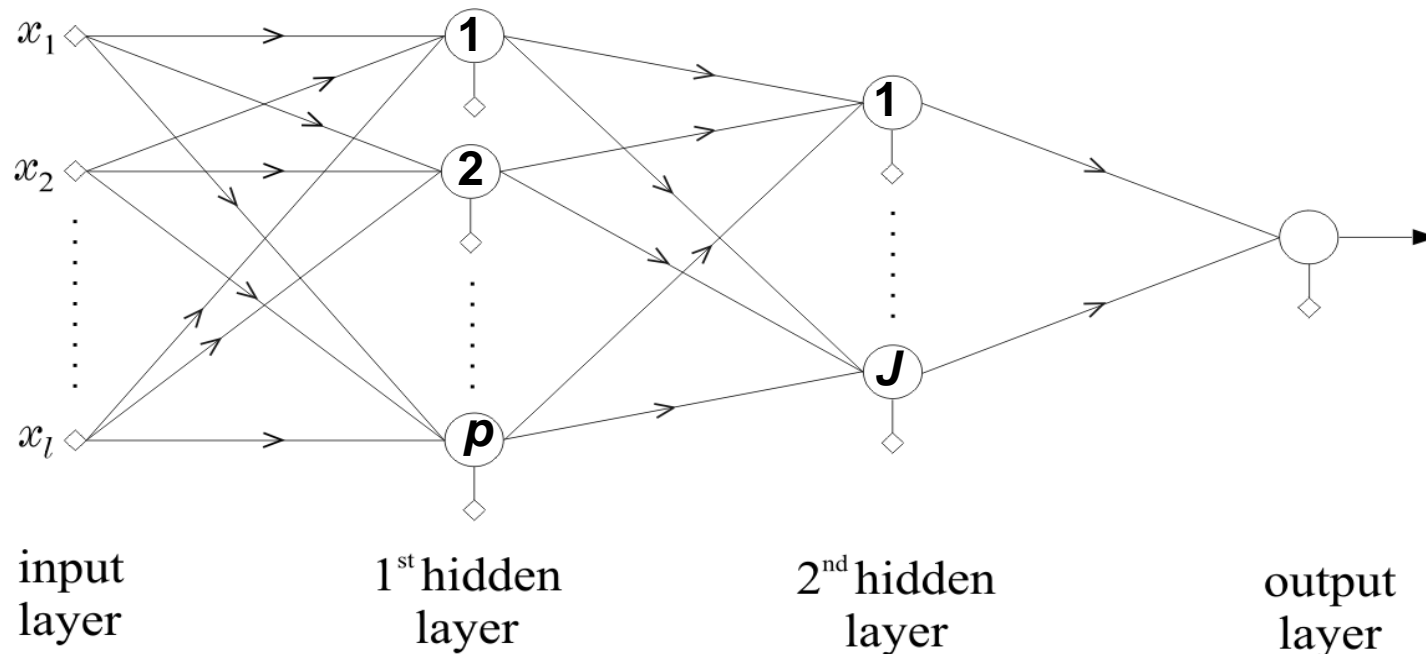 x₁
x₂
xₗ
1
2
p
1
J
input
layer
1ˢᵗ hidden
layer
2ⁿᵈ hidden
layer
output
layer